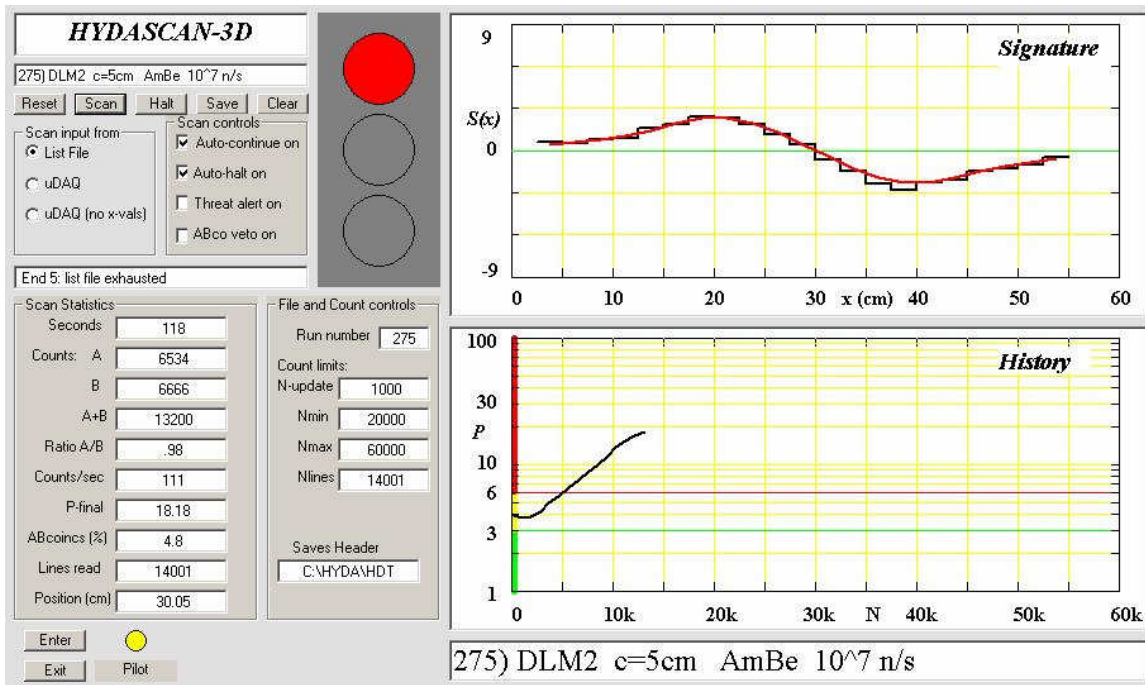 HYDASCAN-3D
275) DLM2 c=5cm AmBe 10^7 n/s
Reset Scan Halt Save Clear
Scan input from
List File
uDAQ
uDAQ (no x-vals)
Scan controls
Auto-continue on
Auto-halt on
Threat alert on
ABco veto on
End 5: list file exhausted
Scan Statistics
Seconds 118
Counts: A 6534
B 6666
A+B 13200
Ratio A/B .98
Counts/sec 111
P-final 18.18
ABcoincs (%) 4.8
Lines read 14001
Position (cm) 30.05
File and Count controls
Run number 275
Count limits:
N-update 1000
Nmin 20000
Nmax 60000
Nlines 14001
Saves Header
C:\HYDA\HDT
Enter
Exit Pilot
Signature
9
S(x)
0
-9
0 10 20 30 x (cm) 40 50 60
History
100
30
P
10
6
3
1
0 10k 20k 30k N 40k 50k 60k
275) DLM2 c=5cm AmBe 10^7 n/s